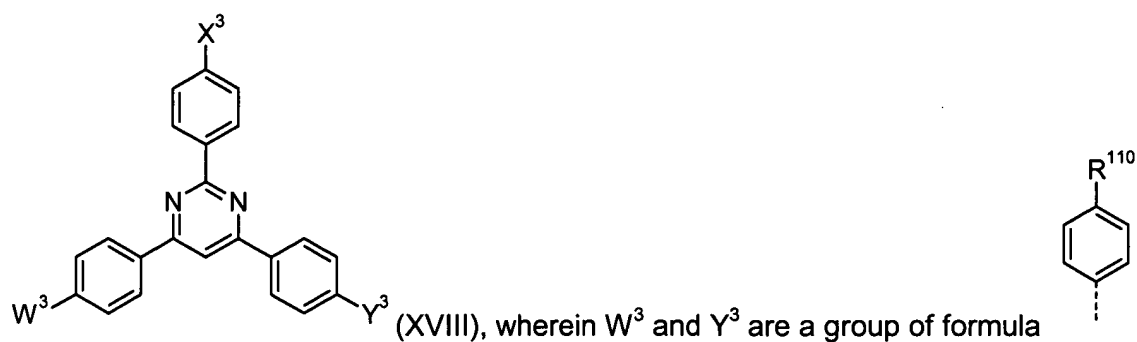 X³
R¹¹⁰
N N
W³ Y³ (XVIII), wherein W³ and Y³ are a group of formula